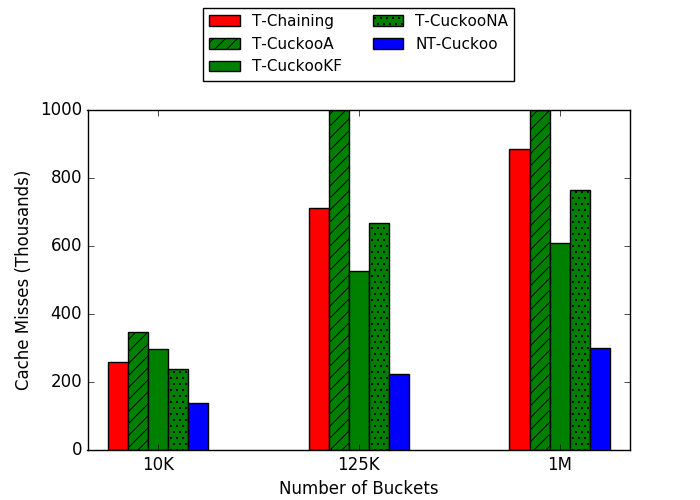 T-Chaining
T-CuckooA
T-CuckooKF
T-CuckooNA
NT-Cuckoo
1000
800
600
400
200
0
Cache Misses (Thousands)
10K
125K
1M
Number of Buckets